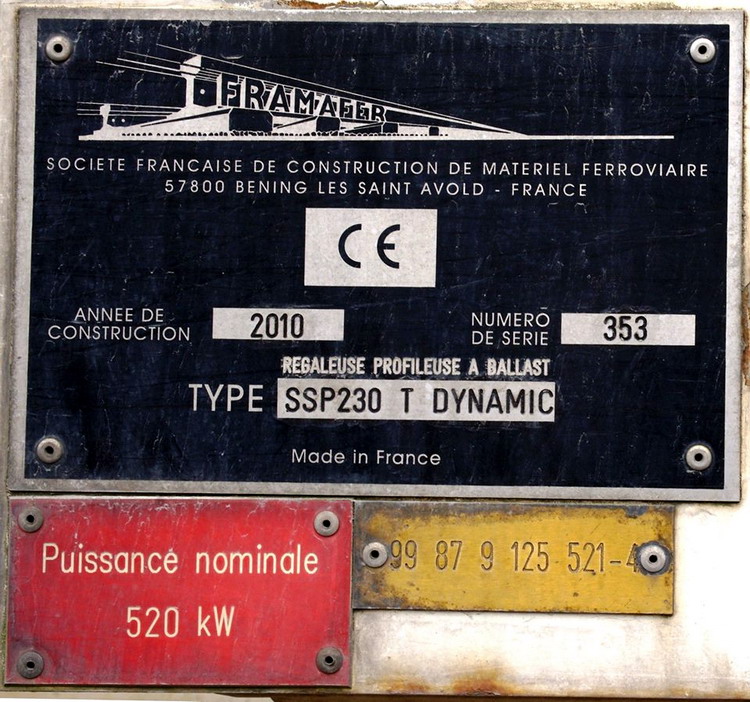 FRAMAFER
SOCIETE FRANCAISE DE CONSTRUCTION DE MATERIEL FERROVIAIRE
57800 BENING LES SAINT AVOLD - FRANCE
CE
ANNEE DE
CONSTRUCTION
2010
NUMERO
DE SERIE
353
REGALEUSE PROFILEUSE A BALLAST
TYPE SSP230 T DYNAMIC
Made in France
Puissance nominale
520 kW
99 87 9 125 521-4